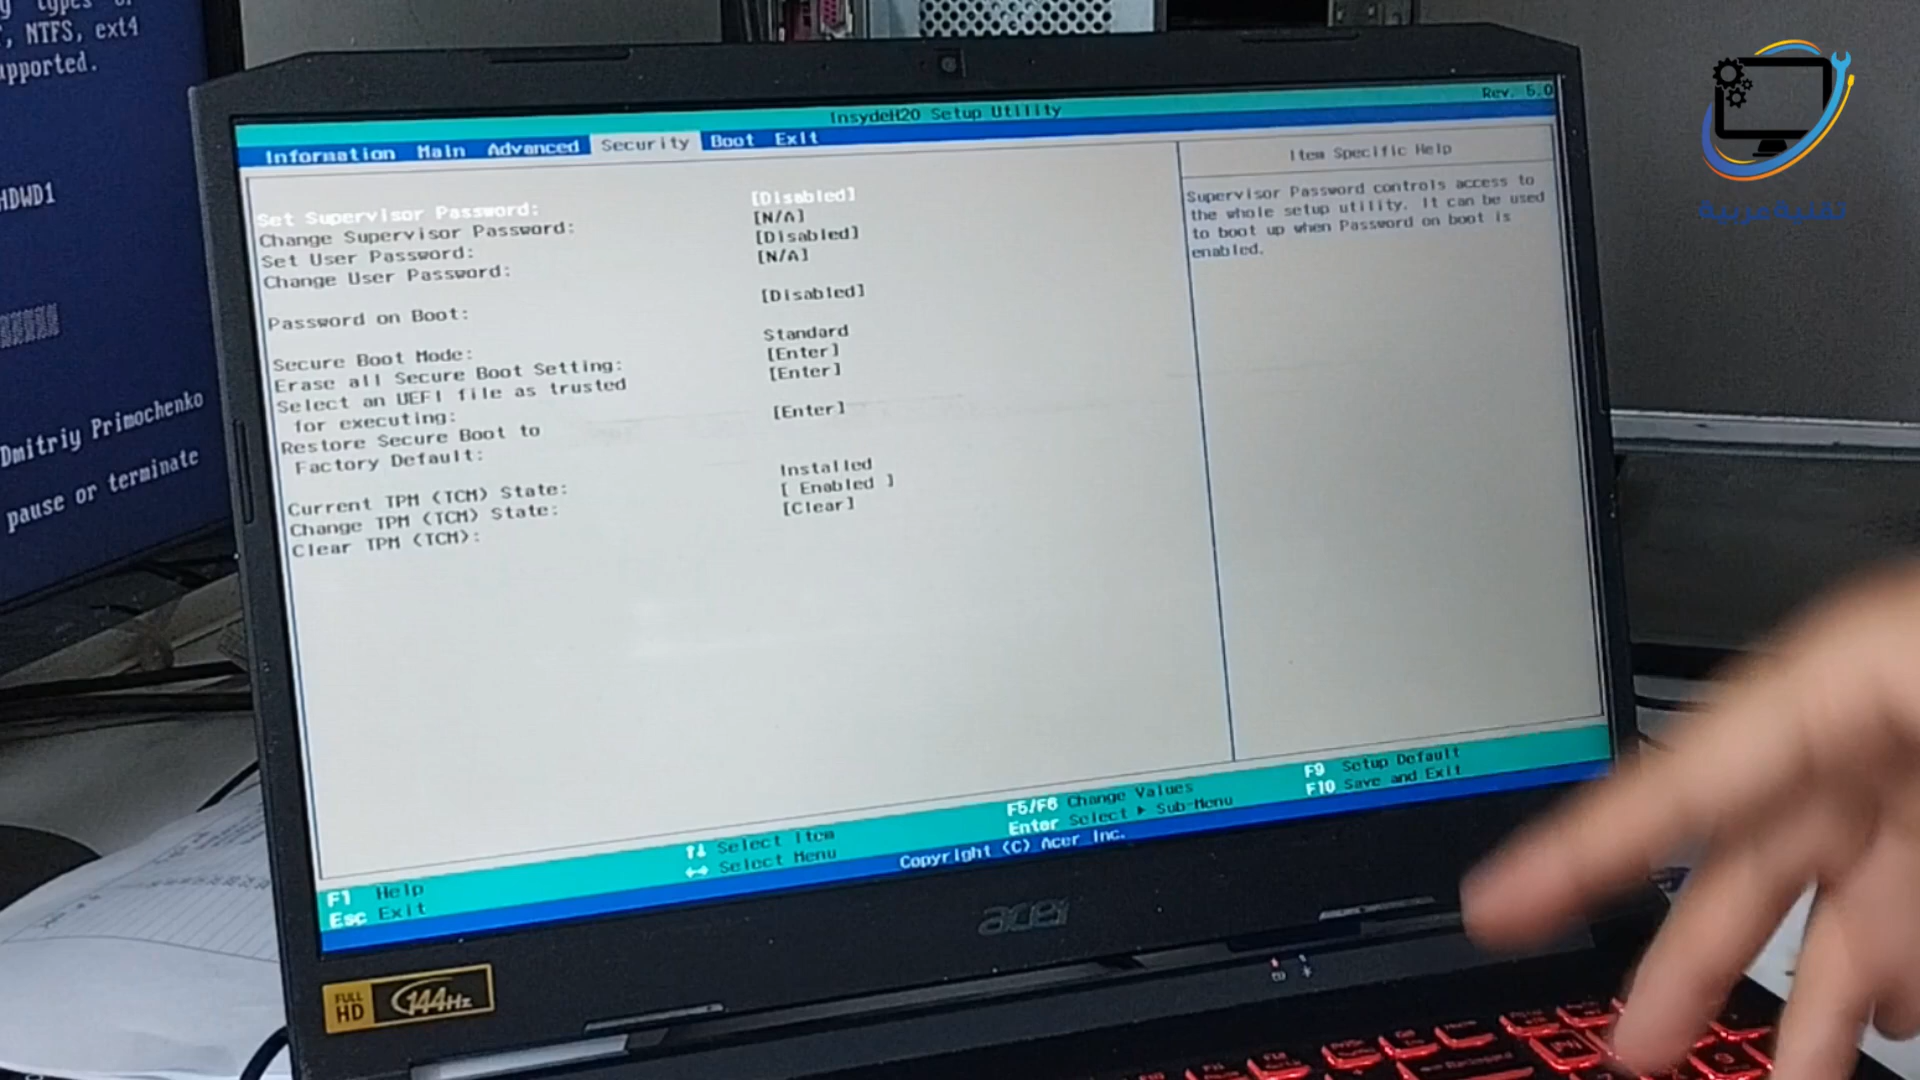 , NTFS, ext4
upported.
HDWD1
Dmitriy Primochenko
pause or terminate
InsydeH20 Setup Utility
Rev. 5.0
Information Main Advanced Security Boot Exit
Set Supervisor Password: [Disabled]
Change Supervisor Password: [N/A]
Set User Password: [Disabled]
Change User Password: [N/A]
Password on Boot: [Disabled]
Secure Boot Mode: Standard
Erase all Secure Boot Setting: [Enter]
Select an UEFI file as trusted [Enter]
for executing:
Restore Secure Boot to [Enter]
Factory Default:
Current TPM (TCM) State: Installed
Change TPM (TCM) State: [ Enabled ]
Clear TPM (TCM): [Clear]
Item Specific Help
Supervisor Password controls access to
the whole setup utility. It can be used
to boot up when Password on boot is
enabled.
F1 Help
Esc Exit
↑↓ Select Item
↔ Select Menu
F5/F6 Change Values
Enter Select ▶ Sub-Menu
F9 Setup Default
F10 Save and Exit
Copyright (C) Acer Inc.
acer
FULL HD 144Hz
تقنية عربية